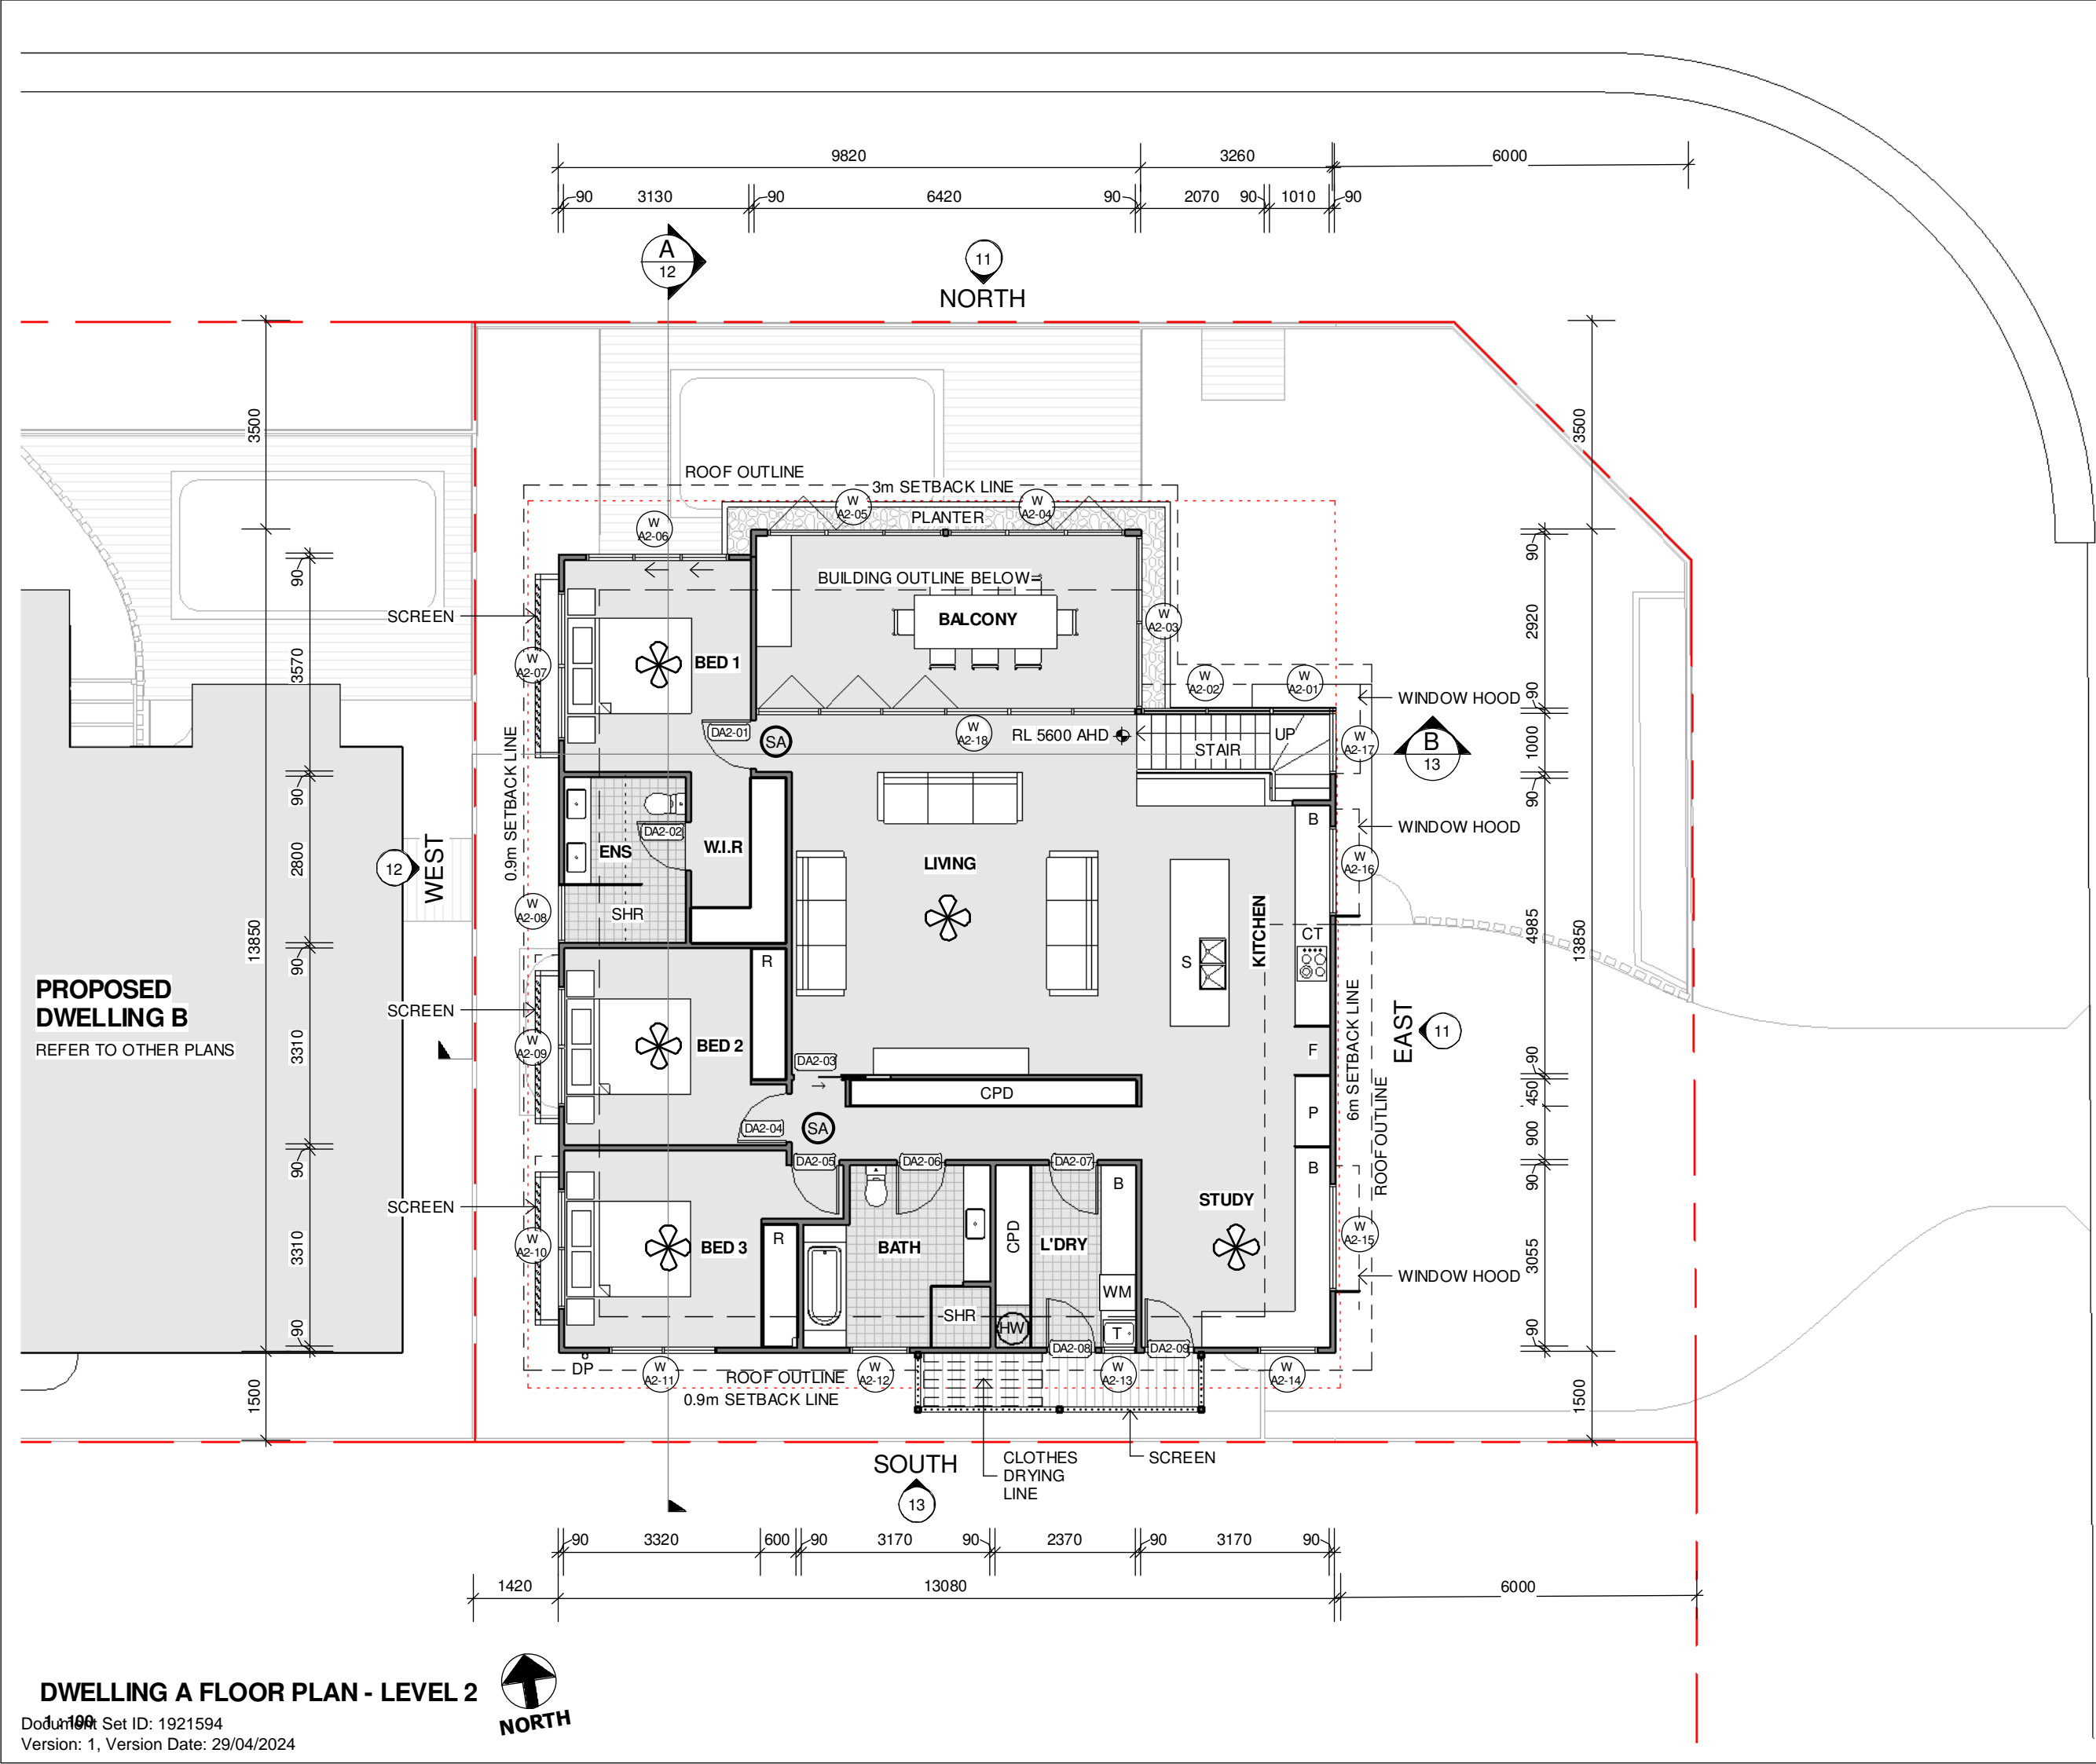 9820
3260
6000
90
3130
90
6420
90
2070
90
1010
90
A
12
11
NORTH
3500
3500
ROOF OUTLINE
3m SETBACK LINE
W
A2-06
W
A2-05
PLANTER
W
A2-04
90
90
BUILDING OUTLINE BELOW
SCREEN
BALCONY
W
A2-03
2920
3570
W
A2-07
BED 1
W
A2-02
W
A2-01
WINDOW HOOD
90
DA2-01
SA
W
A2-18
RL 5600 AHD
STAIR
UP
W
A2-17
B
13
1000
90
90
0.9m SETBACK LINE
DA2-02
ENS
W.I.R
LIVING
B
WINDOW HOOD
W
A2-16
12
WEST
2800
W
A2-08
SHR
KITCHEN
CT
4985
13850
13850
90
R
S
PROPOSED
DWELLING B
REFER TO OTHER PLANS
SCREEN
W
A2-09
BED 2
DA2-03
F
6m SETBACK LINE
EAST
11
3310
90
CPD
450
P
ROOF OUTLINE
DA2-04
SA
900
90
DA2-05
DA2-06
DA2-07
B
B
90
SCREEN
STUDY
W
A2-10
BED 3
R
BATH
CPD
L'DRY
W
A2-15
3310
3055
WM
WINDOW HOOD
SHR
HW
T
90
90
DA2-08
DA2-09
DP
W
A2-11
ROOF OUTLINE
W
A2-12
W
A2-13
W
A2-14
0.9m SETBACK LINE
1500
1500
SOUTH
13
CLOTHES
DRYING
LINE
SCREEN
90
3320
600
90
3170
90
2370
90
3170
90
1420
13080
6000
DWELLING A FLOOR PLAN - LEVEL 2
1 : 100
NORTH
Document Set ID: 1921594
Version: 1, Version Date: 29/04/2024